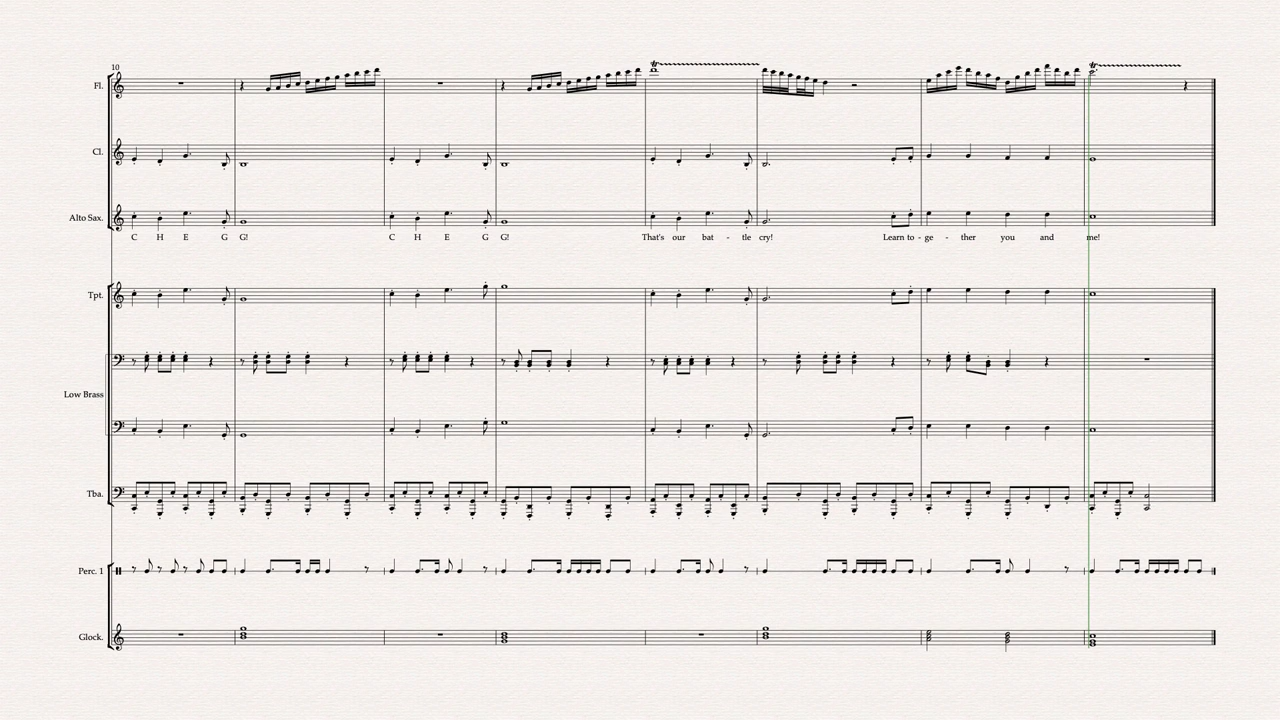 10
Fl.
Cl.
Alto Sax.
C H E G G! C H E G G! That's our bat - tle cry! Learn to - ge - ther you and me!
Tpt.
Low Brass
Tba.
Perc. 1
Glock.